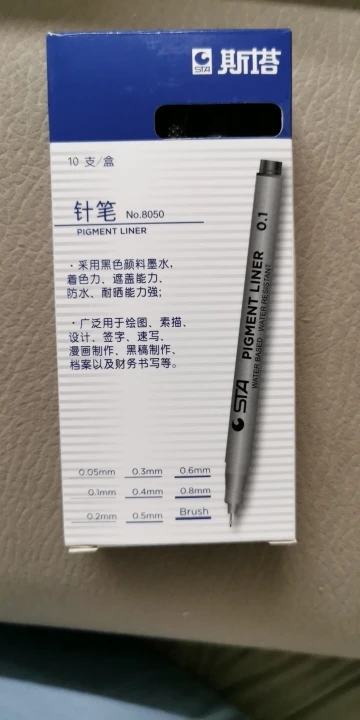 STA 斯塔
10 支/盒
针笔 No.8050
PIGMENT LINER
·采用黑色颜料墨水,
着色力、遮盖能力、
防水、耐晒能力强;
·广泛用于绘图、素描、
设计、签字、速写、
漫画制作、黑稿制作、
档案以及财务书写等。
0.05mm 0.3mm 0.6mm
0.1mm 0.4mm 0.8mm
0.2mm 0.5mm Brush
STA PIGMENT LINER 0.1
WATER BASED · WATER RESISTANT